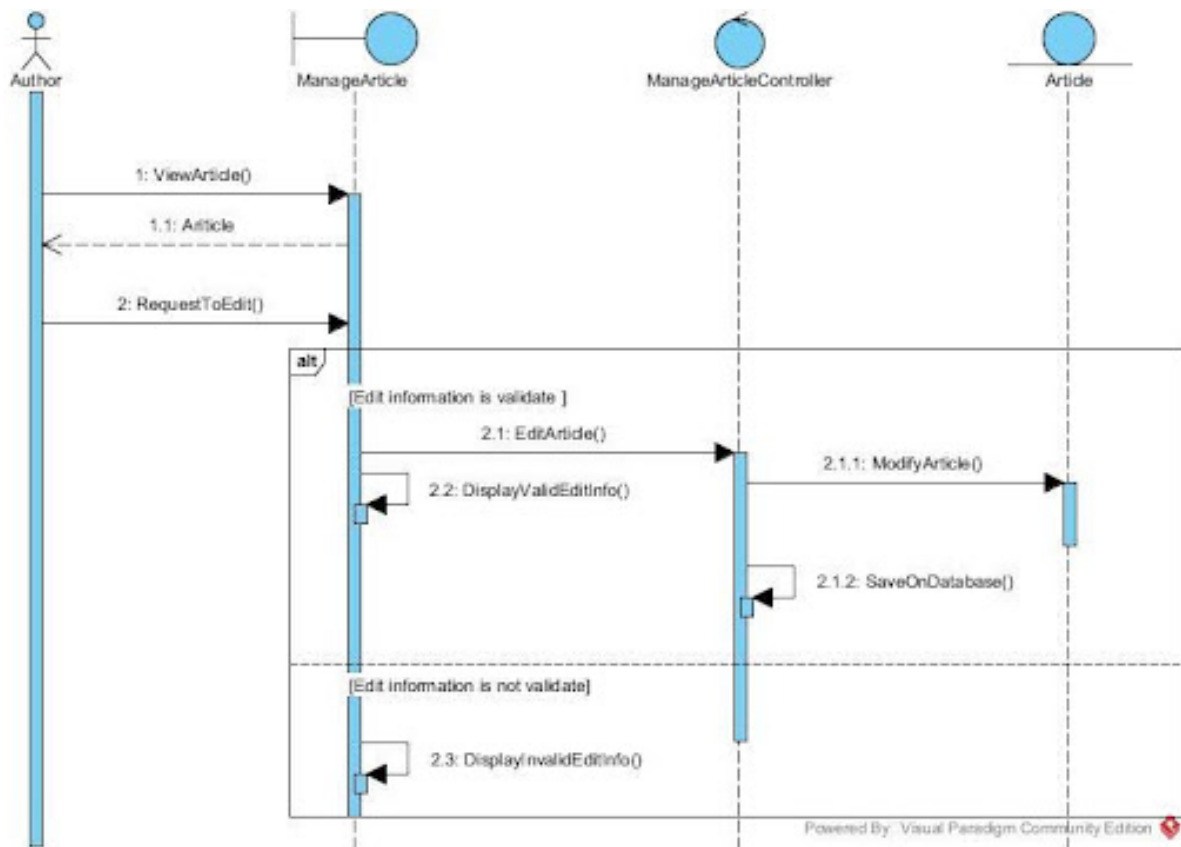 Author
ManageArticle
ManageArticleController
Article
1: ViewArticle()
1.1: Ariticle
2: RequestToEdit()
alt
[Edit information is validate ]
2.1: EditArticle()
2.1.1: ModifyArticle()
2.2: DisplayValidEditInfo()
2.1.2: SaveOnDatabase()
[Edit information is not validate]
2.3: DisplayInvalidEditInfo()
Powered By: Visual Paradigm Community Edition